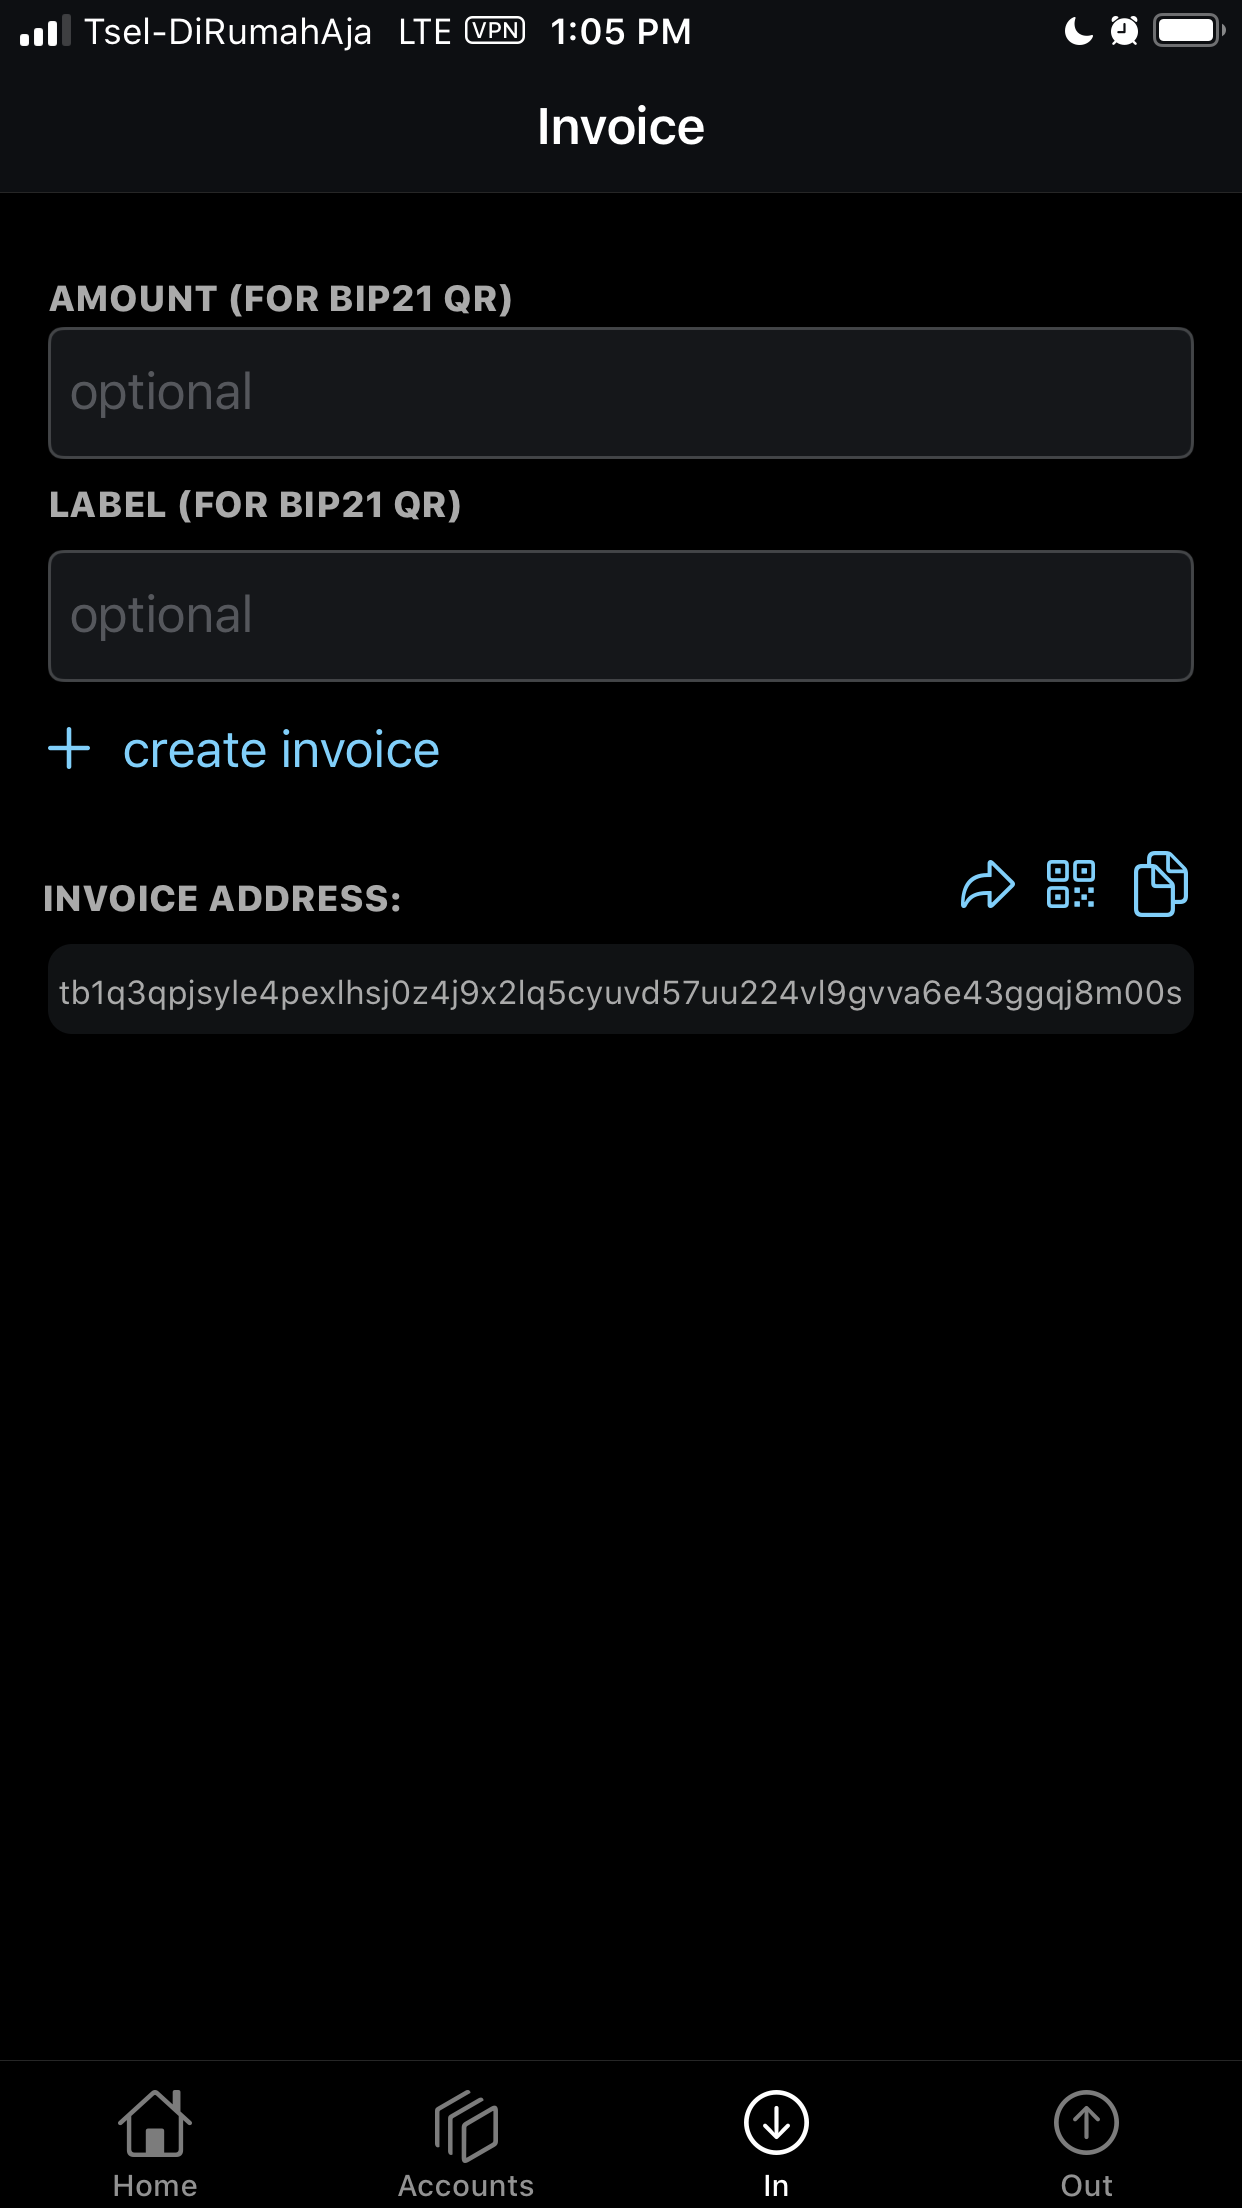 Tsel-DiRumahAja LTE VPN 1:05 PM
Invoice
AMOUNT (FOR BIP21 QR)
optional
LABEL (FOR BIP21 QR)
optional
create invoice
INVOICE ADDRESS:
tb1q3qpjsyle4pexlhsj0z4j9x2lq5cyuvd57uu224vl9gvva6e43ggqj8m00s
Home Accounts In Out